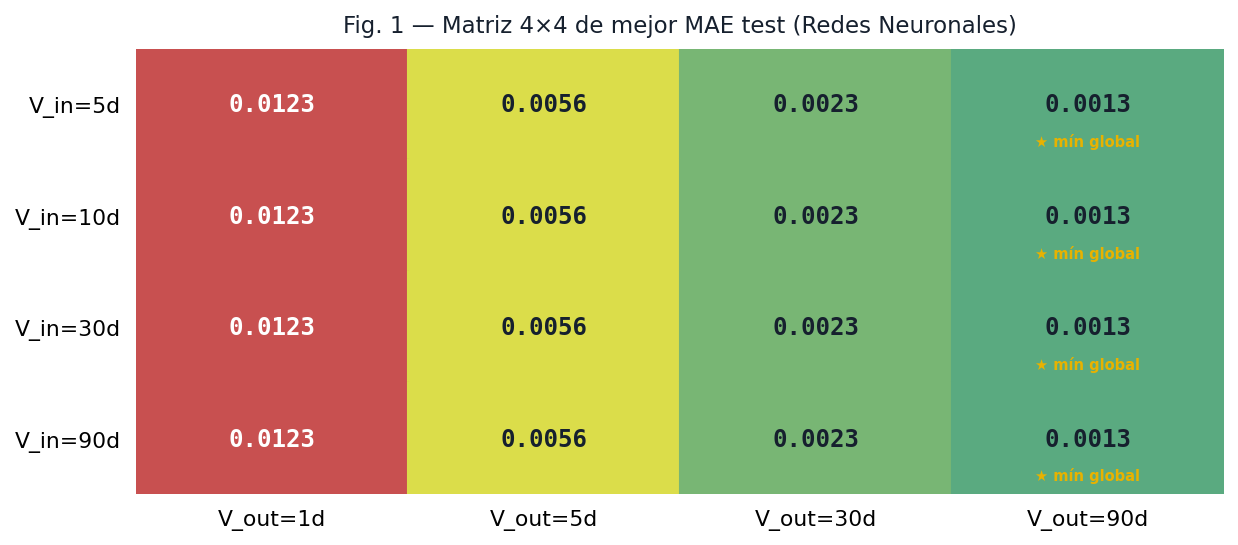 Fig. 1 — Matriz 4×4 de mejor MAE test (Redes Neuronales)
V_in=5d 0.0123 0.0056 0.0023 0.0013
★ mín global
V_in=10d 0.0123 0.0056 0.0023 0.0013
★ mín global
V_in=30d 0.0123 0.0056 0.0023 0.0013
★ mín global
V_in=90d 0.0123 0.0056 0.0023 0.0013
★ mín global
V_out=1d V_out=5d V_out=30d V_out=90d